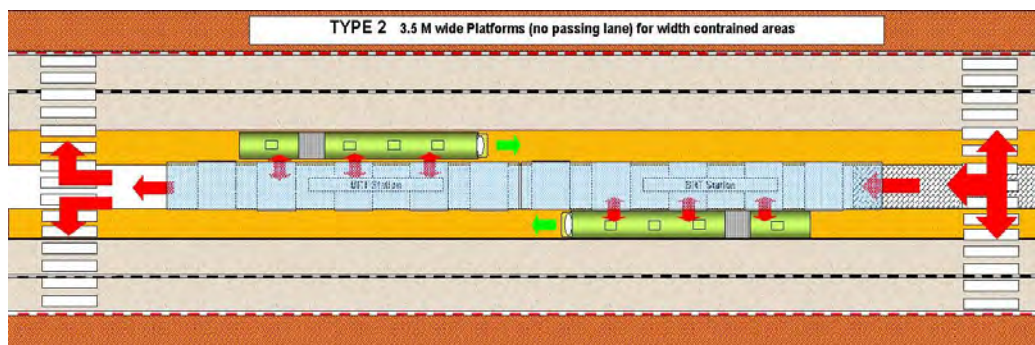 TYPE 2 3.5 M wide Platforms (no passing lane) for width contrained areas
BRT Station
BRT Station